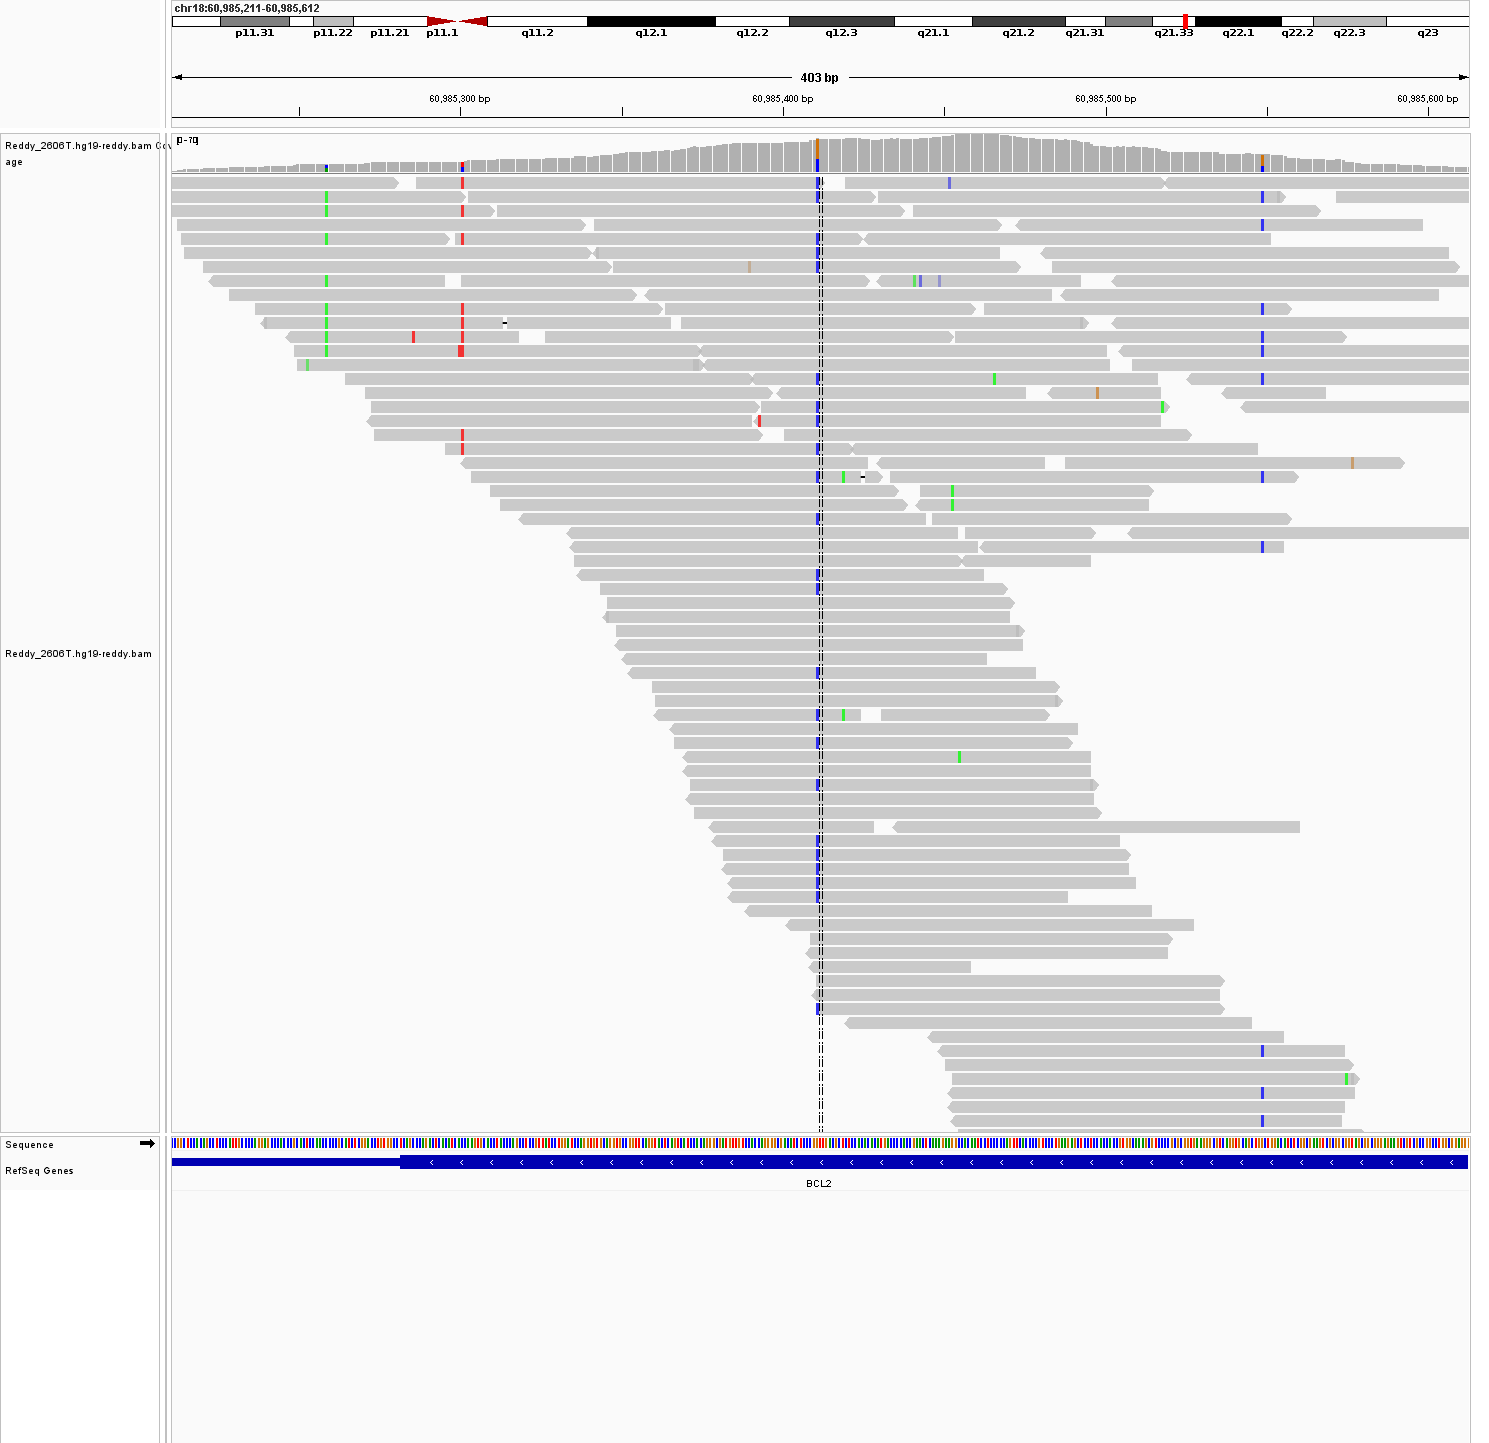 chr18:60,985,211-60,985,612
p11.31 p11.22 p11.21 p11.1 q11.2 q12.1 q12.2 q12.3 q21.1 q21.2 q21.31 q21.33 q22.1 q22.2 q22.3 q23
403 bp
60,985,300 bp 60,985,400 bp 60,985,500 bp 60,985,600 bp
Reddy_2606T.hg19-reddy.bam Cov
age
Reddy_2606T.hg19-reddy.bam
Sequence
RefSeq Genes
BCL2